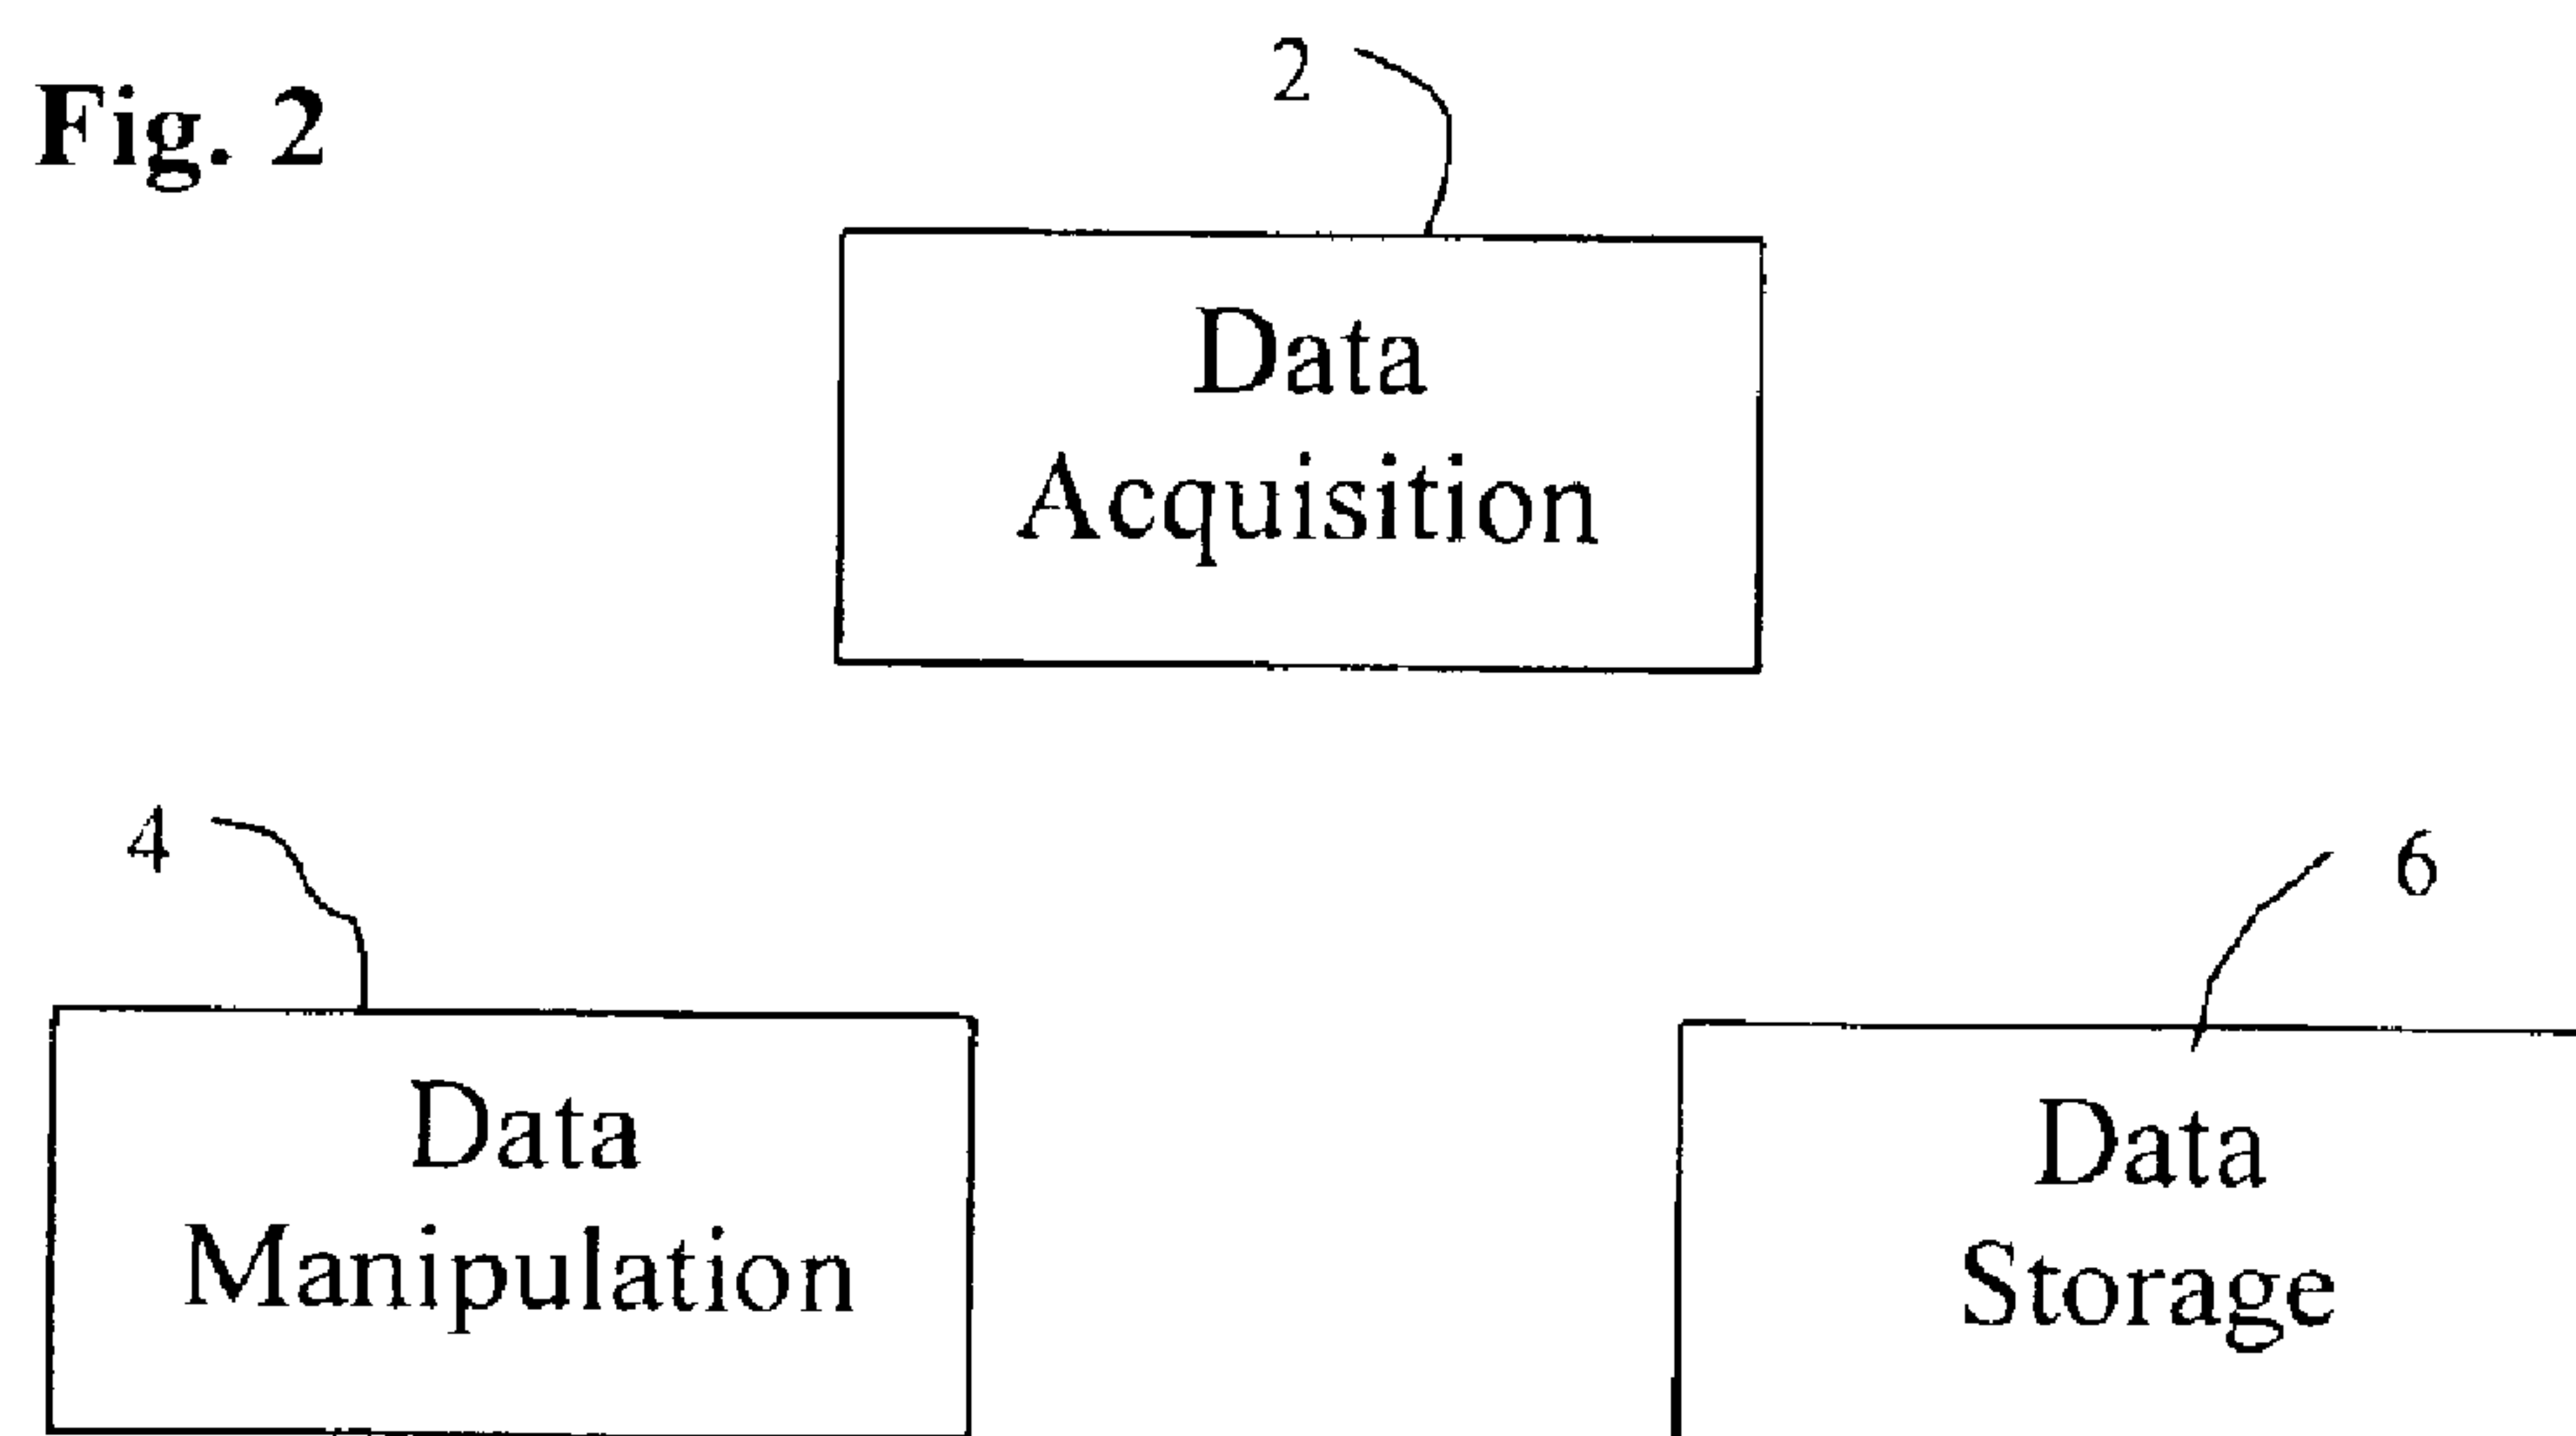 Fig. 2
2
Data
Acquisition
4
6
Data
Manipulation
Data
Storage